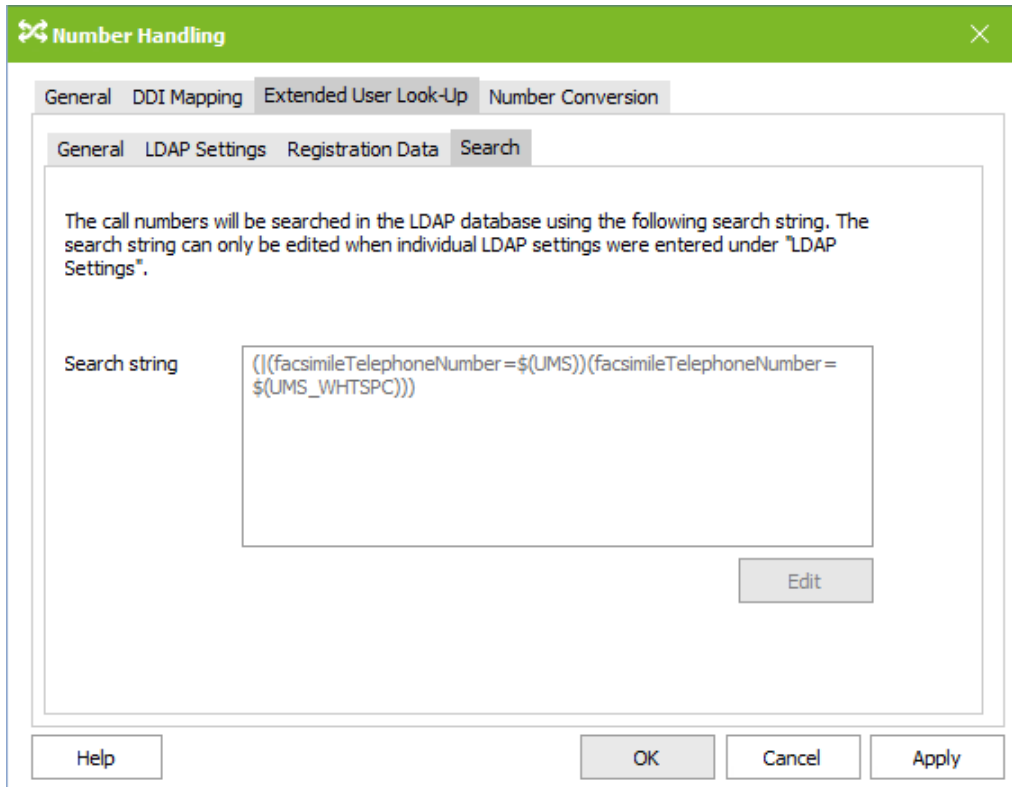 Number Handling
General DDI Mapping Extended User Look-Up Number Conversion
General LDAP Settings Registration Data Search
The call numbers will be searched in the LDAP database using the following search string. The
search string can only be edited when individual LDAP settings were entered under "LDAP
Settings".
Search string
(|(facsimileTelephoneNumber=$(UMS))(facsimileTelephoneNumber=
$(UMS_WHTSPC)))
Edit
Help OK Cancel Apply